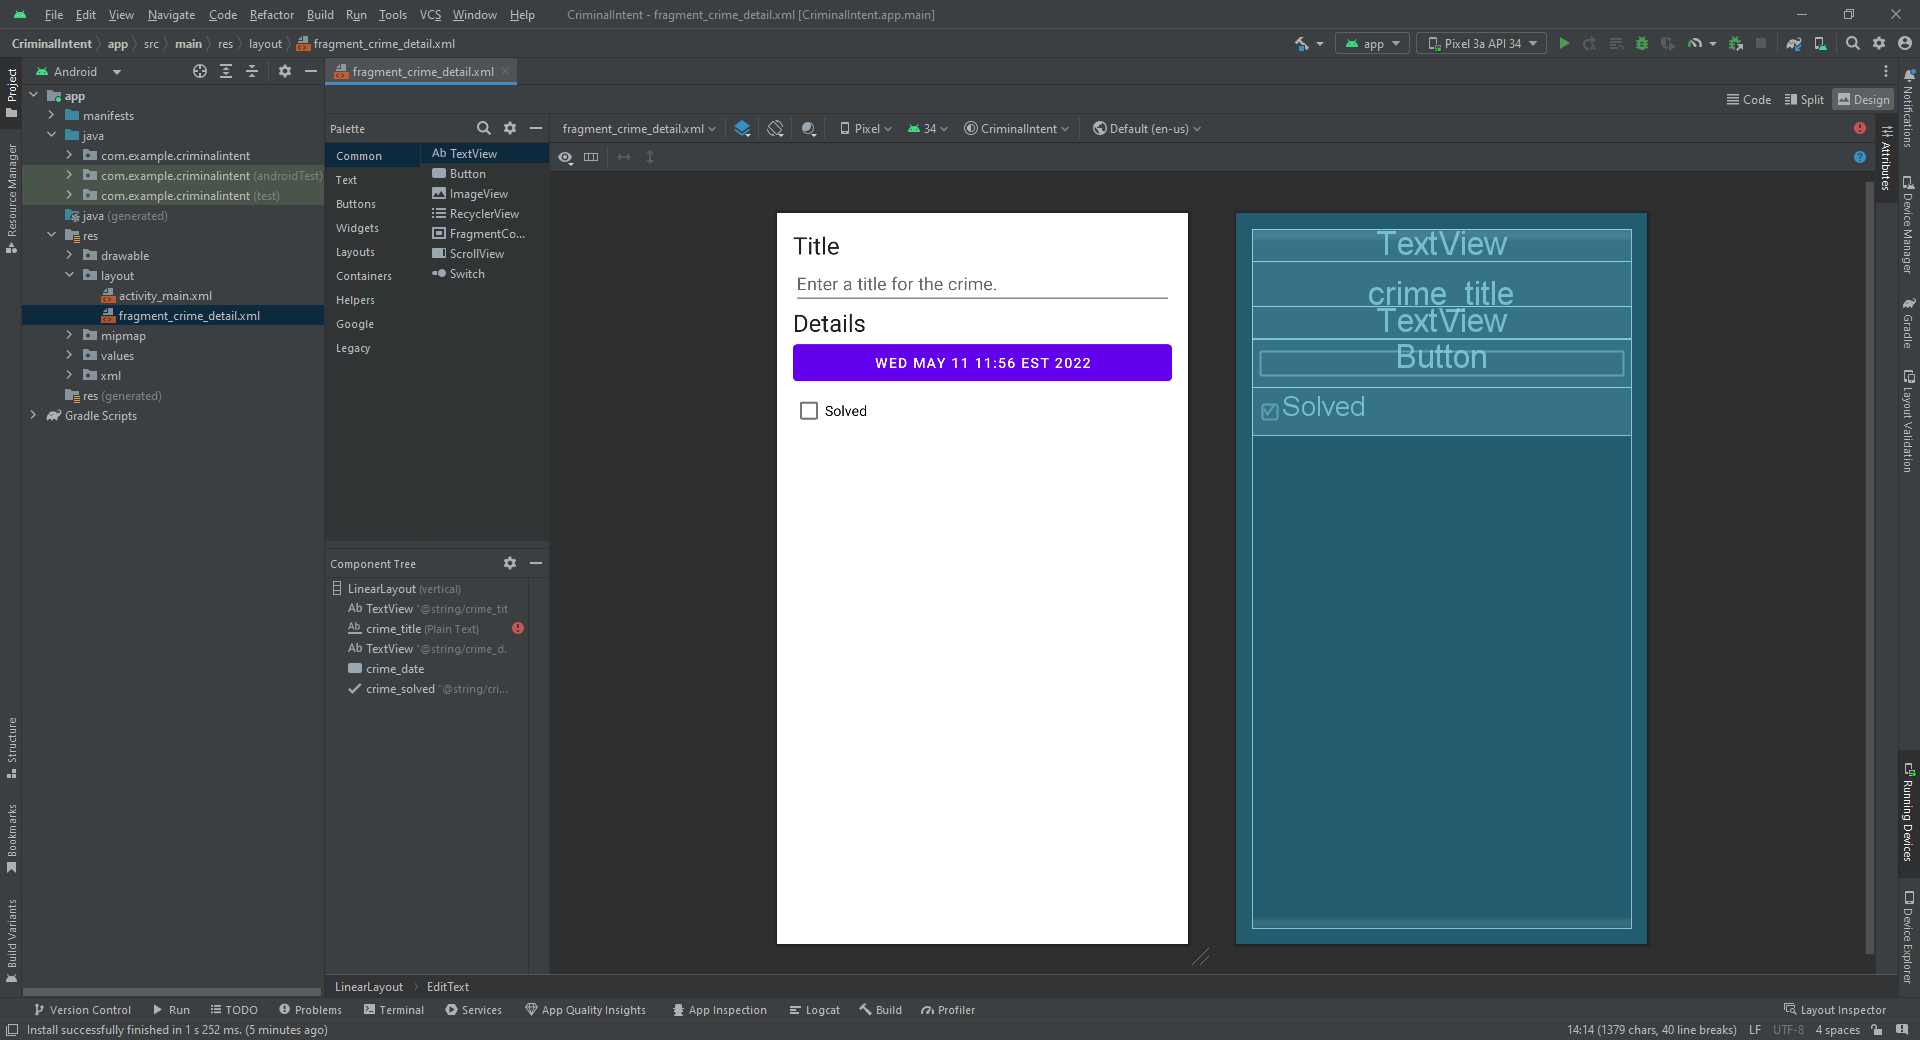 File Edit View Navigate Code Refactor Build Run Tools VCS Window Help CriminalIntent - fragment_crime_detail.xml [CriminalIntent.app.main]
CriminalIntent app src main res layout fragment_crime_detail.xml app Pixel 3a API 34
Project
Resource Manager
Structure
Bookmarks
Build Variants
Android
app
manifests
java
com.example.criminalintent
com.example.criminalintent (androidTest)
com.example.criminalintent (test)
java (generated)
res
drawable
layout
activity_main.xml
fragment_crime_detail.xml
mipmap
values
xml
res (generated)
Gradle Scripts
fragment_crime_detail.xml
Code Split Design
Palette
Common
Text
Buttons
Widgets
Layouts
Containers
Helpers
Google
Legacy
Ab TextView
Button
ImageView
RecyclerView
FragmentCo...
ScrollView
Switch
fragment_crime_detail.xml Pixel 34 CriminalIntent Default (en-us)
Component Tree
LinearLayout (vertical)
Ab TextView "@string/crime_tit
Ab crime_title (Plain Text)
Ab TextView "@string/crime_d.
crime_date
crime_solved "@string/cri...
Title
Enter a title for the crime.
Details
WED MAY 11 11:56 EST 2022
Solved
TextView
crime_title
TextView
Button
Solved
Notifications
Attributes
Device Manager
Gradle
Layout Validation
Running Devices
Device Explorer
LinearLayout EditText
Version Control Run TODO Problems Terminal Services App Quality Insights App Inspection Logcat Build Profiler Layout Inspector
Install successfully finished in 1 s 252 ms. (5 minutes ago) 14:14 (1379 chars, 40 line breaks) LF UTF-8 4 spaces